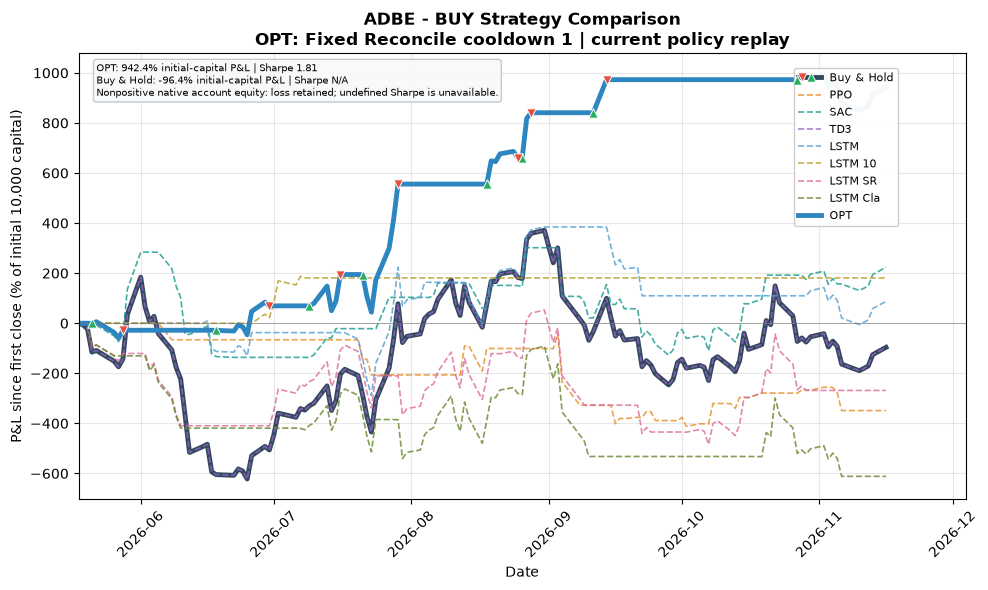 ADBE - BUY Strategy Comparison
OPT: Fixed Reconcile cooldown 1 | current policy replay
OPT: 942.4% initial-capital P&L | Sharpe 1.81
Buy & Hold: -96.4% initial-capital P&L | Sharpe N/A
Nonpositive native account equity: loss retained; undefined Sharpe is unavailable.
Buy & Hold
PPO
SAC
TD3
LSTM
LSTM 10
LSTM SR
LSTM Cla
OPT
P&L since first close (% of initial 10,000 capital)
1000
800
600
400
200
0
−200
−400
−600
2026-06
2026-07
2026-08
2026-09
2026-10
2026-11
2026-12
Date